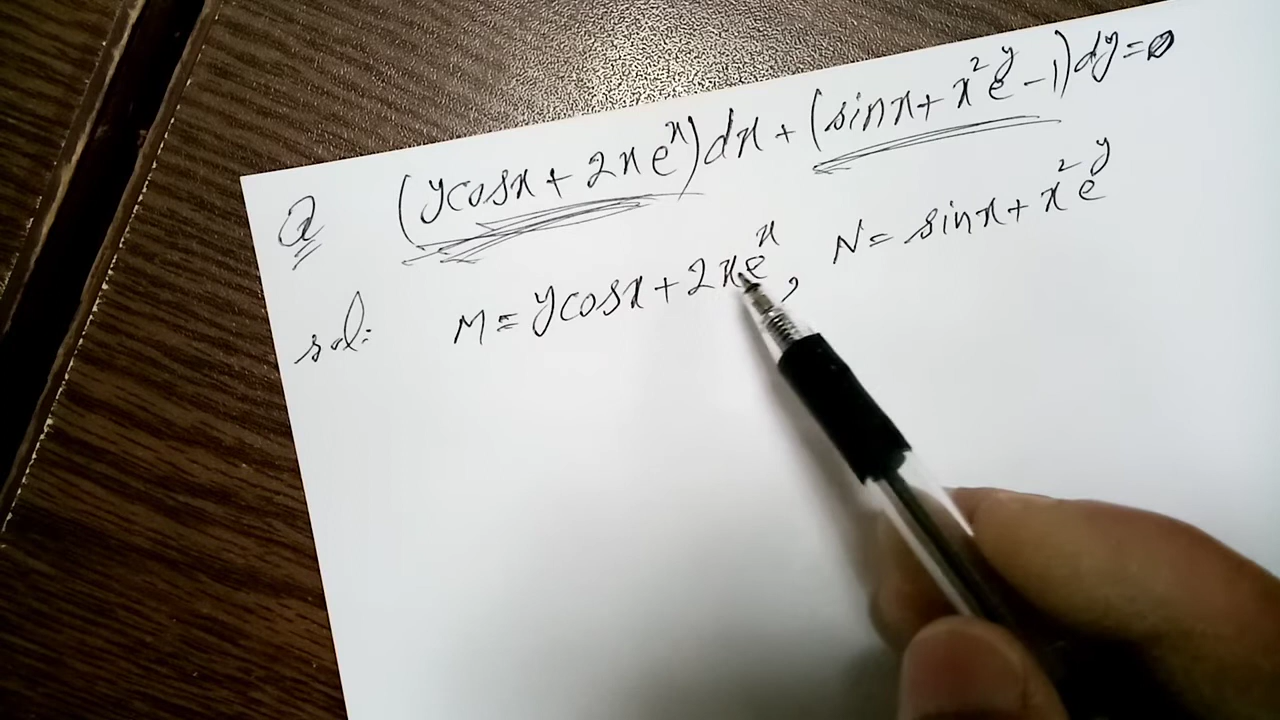 Q (ycosx + 2xe^x)dx + (sinx + x^2e^y - 1)dy = 0
sol: M = ycosx + 2xe^x, N = sinx + x^2e^y